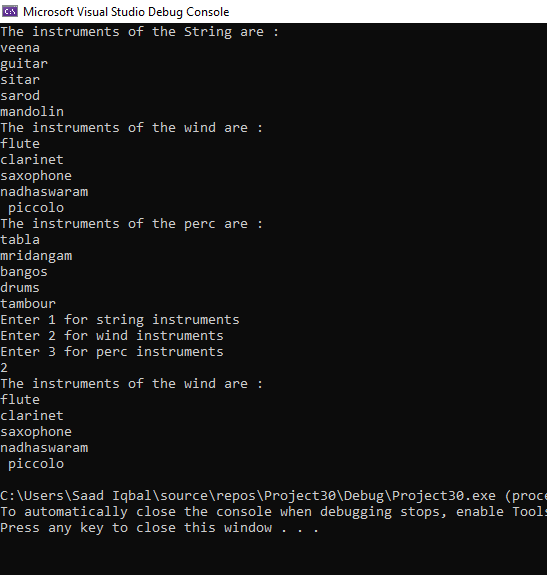 Microsoft Visual Studio Debug Console
The instruments of the String are :
veena
guitar
sitar
sarod
mandolin
The instruments of the wind are :
flute
clarinet
saxophone
nadhaswaram
 piccolo
The instruments of the perc are :
tabla
mridangam
bangos
drums
tambour
Enter 1 for string instruments
Enter 2 for wind instruments
Enter 3 for perc instruments
2
The instruments of the wind are :
flute
clarinet
saxophone
nadhaswaram
 piccolo
C:\Users\Saad Iqbal\source\repos\Project30\Debug\Project30.exe (proce
To automatically close the console when debugging stops, enable Tools
Press any key to close this window . . .